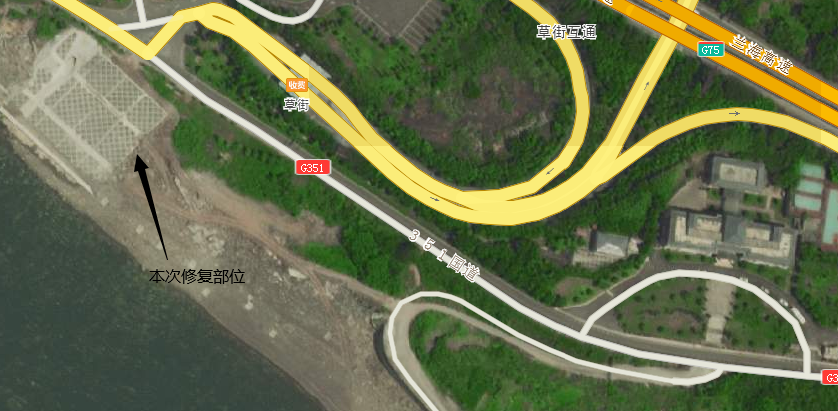 道
草街互通
兰海高速
G75
收费
草街
G351
351国道
本次修复部位
G3